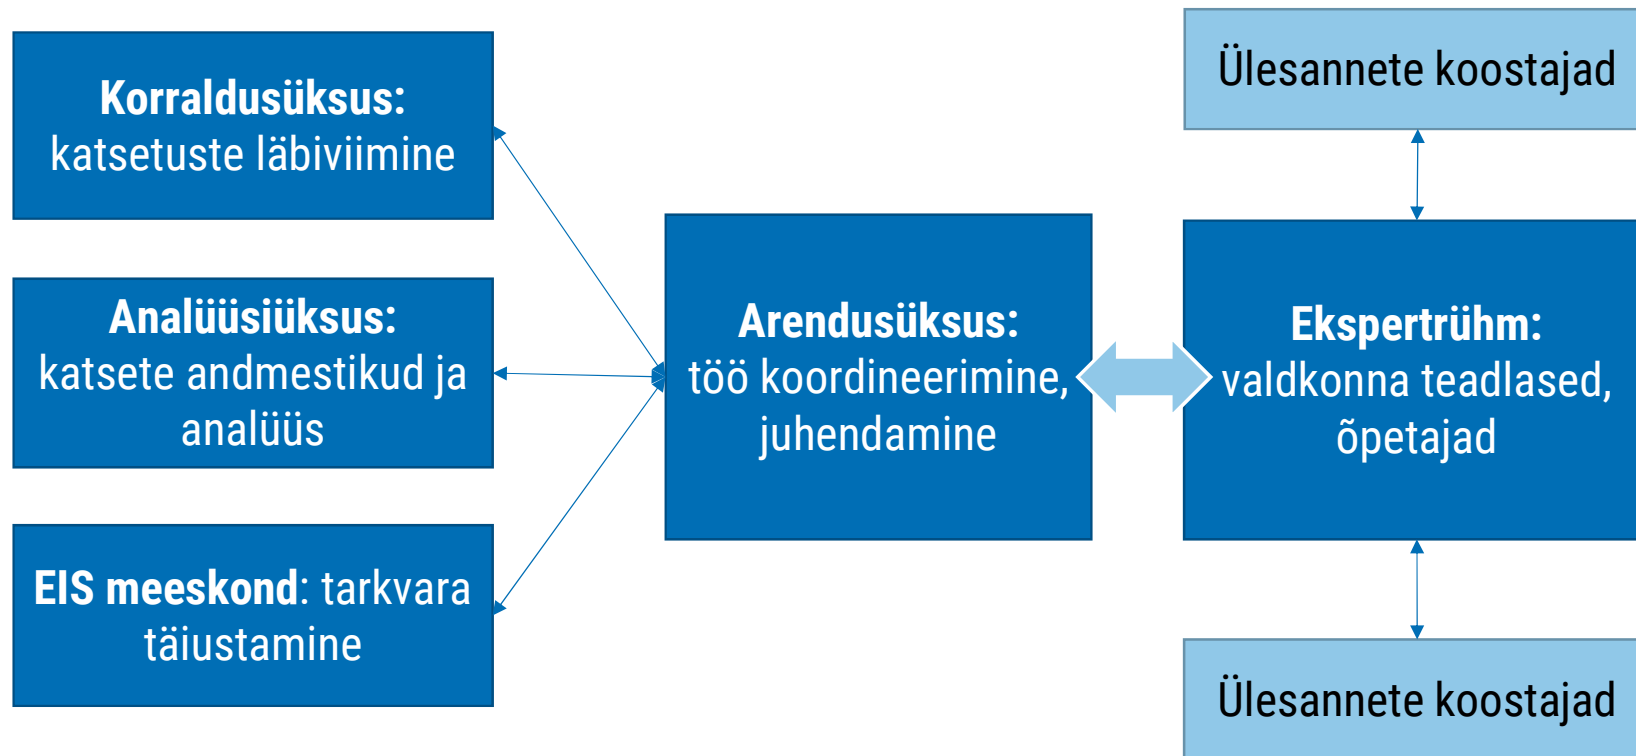 Korraldusüksus:
katsetuste läbiviimine
Analüüsiüksus:
katsete andmestikud ja
analüüs
EIS meeskond: tarkvara
täiustamine
Arendusüksus:
töö koordineerimine,
juhendamine
Ülesannete koostajad
Ekspertrühm:
valdkonna teadlased,
õpetajad
Ülesannete koostajad